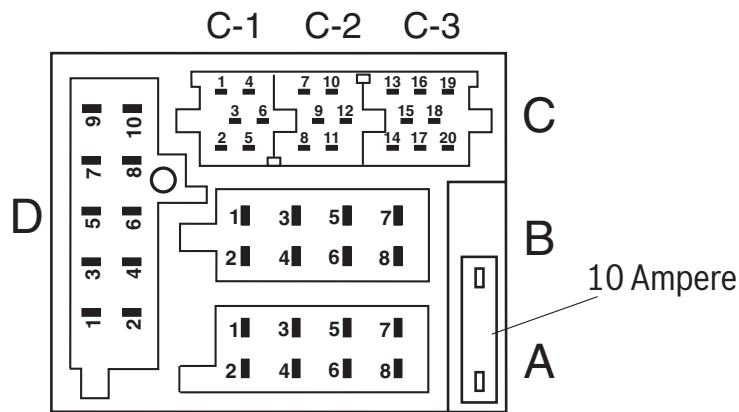 C-1 C-2 C-3
1 4 7 10 13 16 19
3 6 9 12 15 18
2 5 8 11 14 17 20
C
9 10
7 8
5 6
3 4
1 2
D
1 3 5 7
2 4 6 8
B
10 Ampere
1 3 5 7
2 4 6 8
A